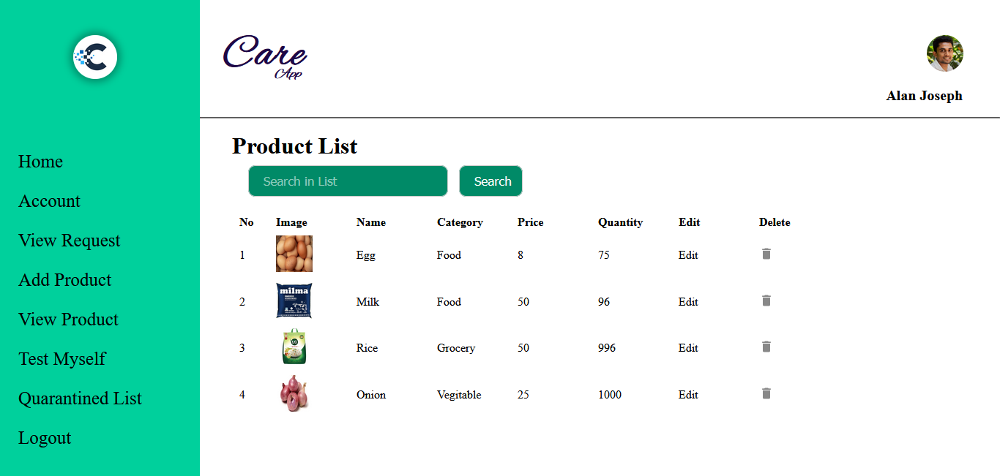 Care
App
Alan Joseph
Home
Account
View Request
Add Product
View Product
Test Myself
Quarantined List
Logout
Product List
Search in List Search
No Image Name Category Price Quantity Edit Delete
1 Egg Food 8 75 Edit
milma
2 Milk Food 50 96 Edit
3 Rice Grocery 50 996 Edit
4 Onion Vegitable 25 1000 Edit